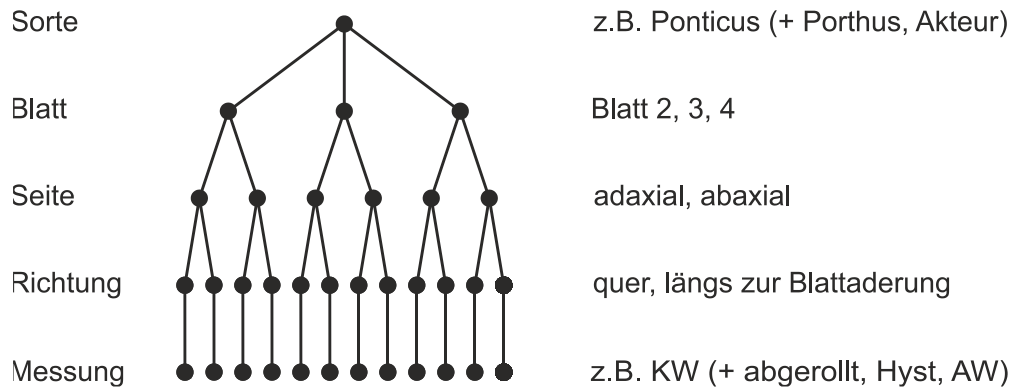 Sorte z.B. Ponticus (+ Porthus, Akteur)
Blatt Blatt 2, 3, 4
Seite adaxial, abaxial
Richtung quer, längs zur Blattaderung
Messung z.B. KW (+ abgerollt, Hyst, AW)